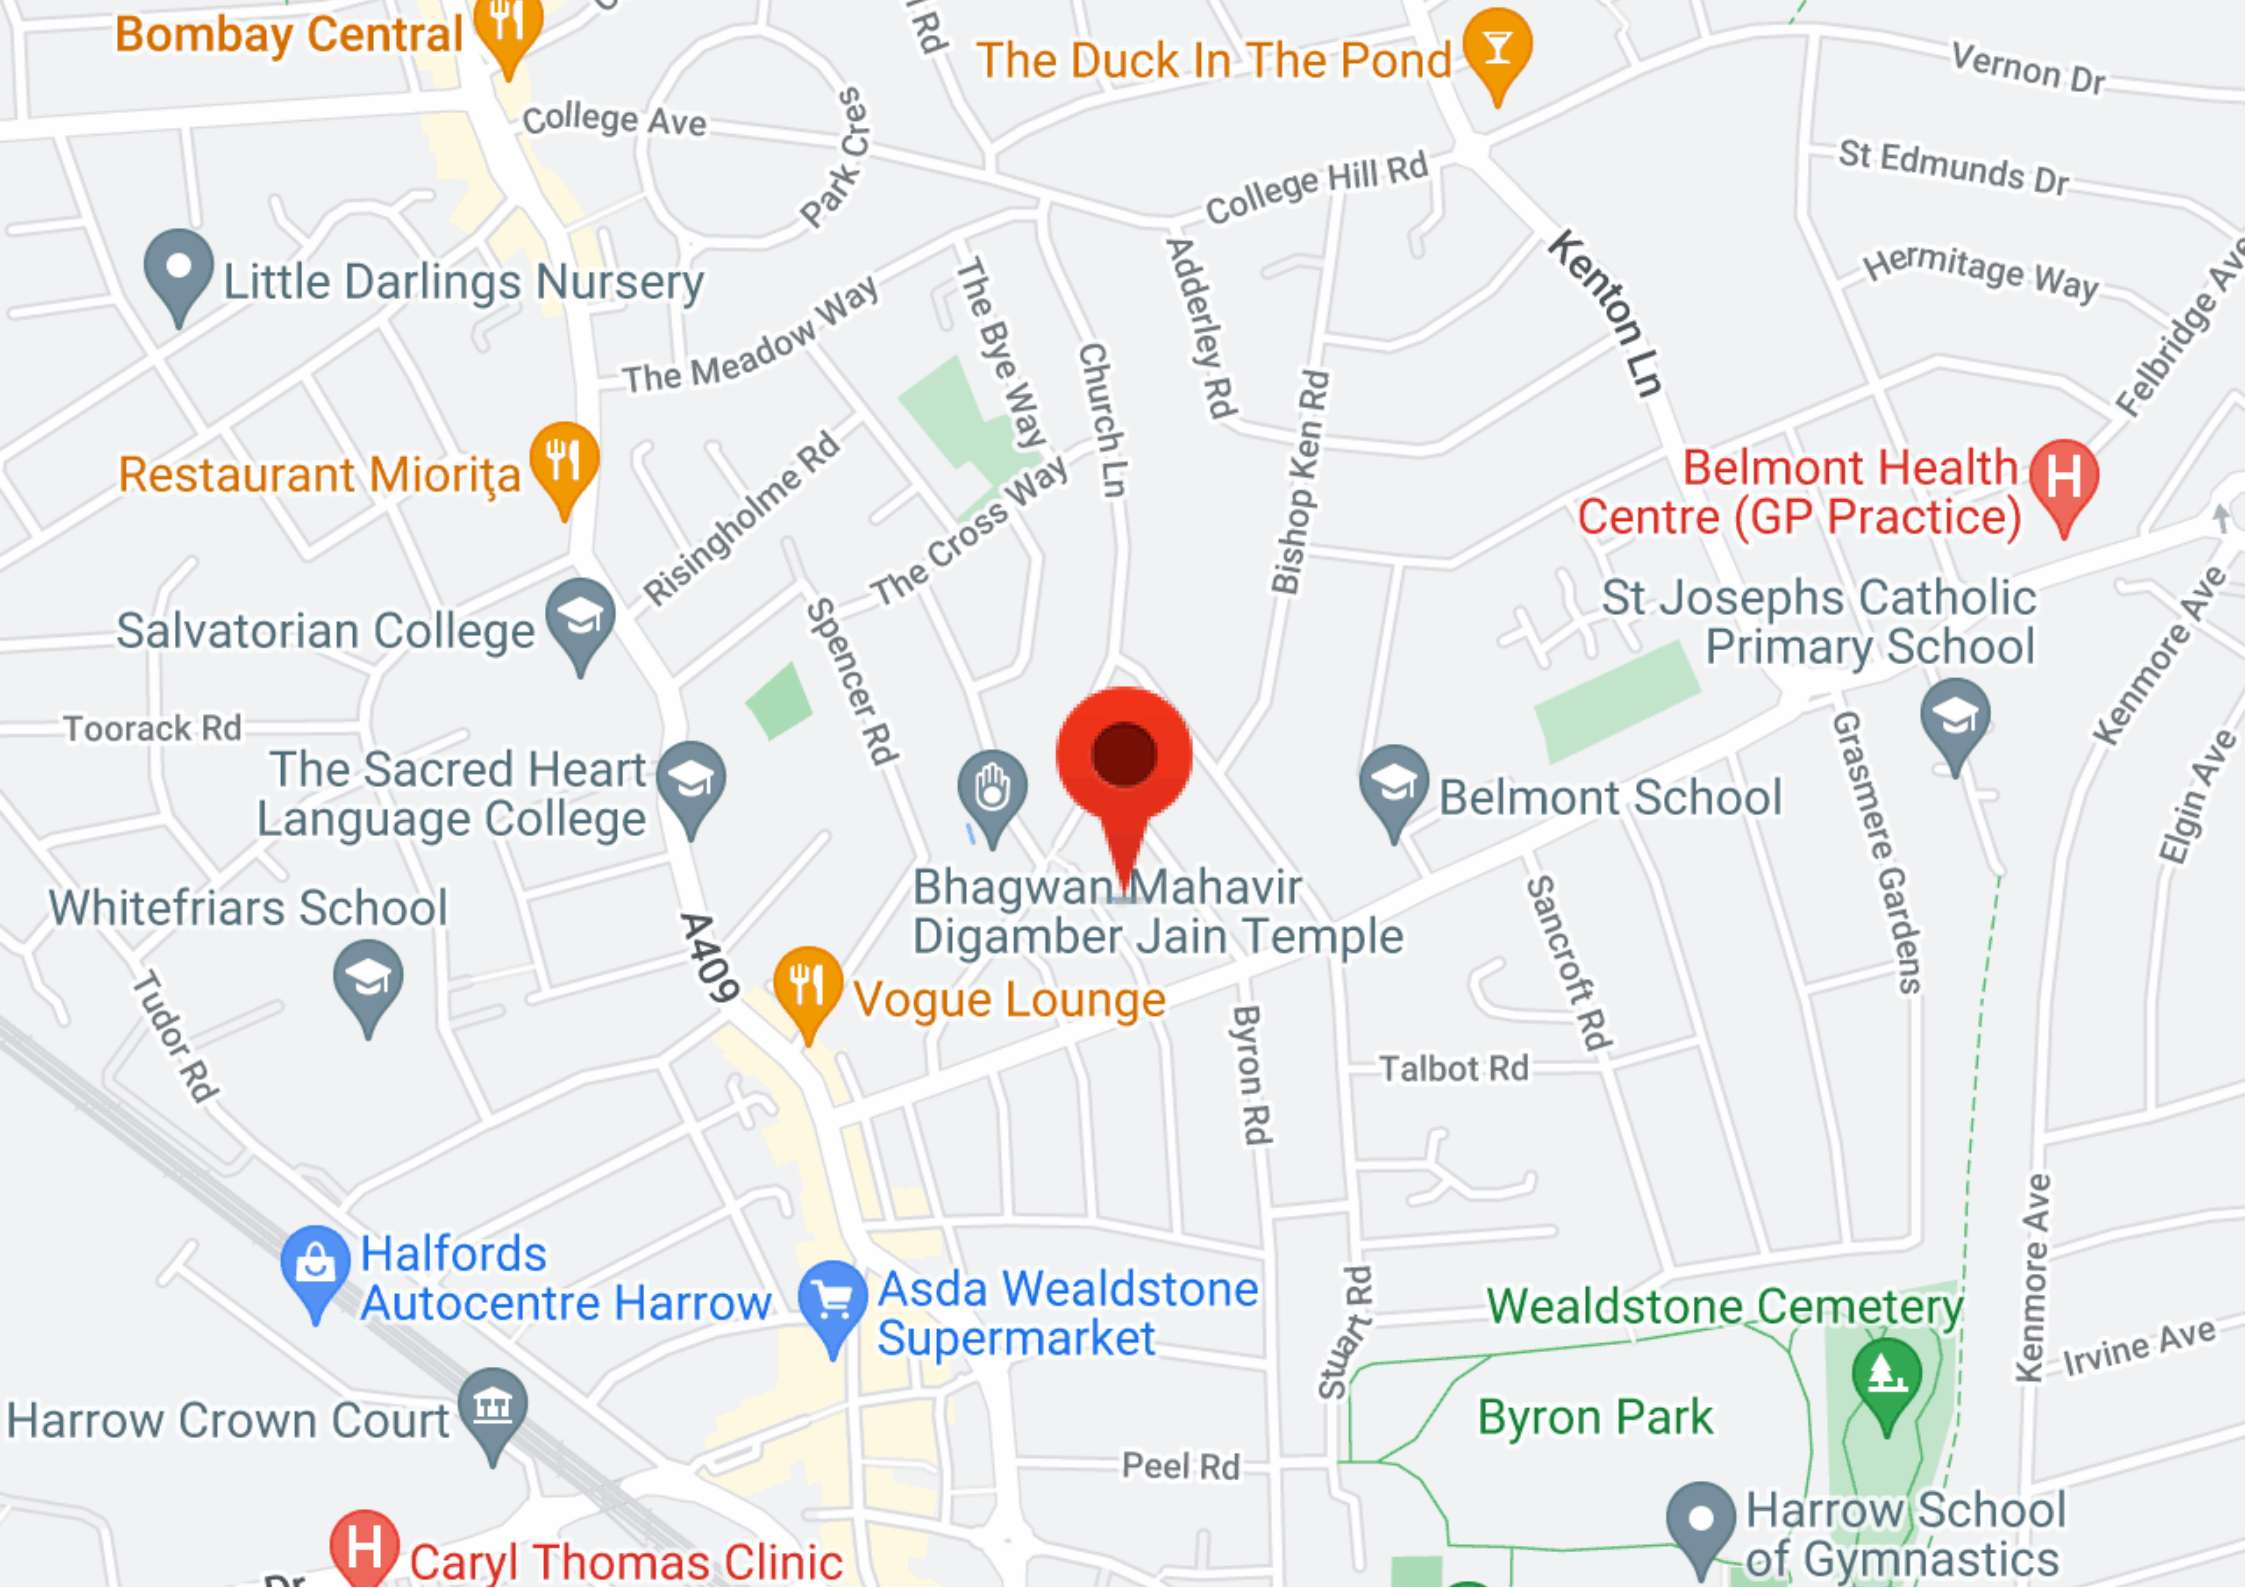 Bombay Central
The Duck In The Pond
Rd
Vernon Dr
College Ave
Park Cres
College Hill Rd
St Edmunds Dr
Hermitage Way
Felbridge Ave
Little Darlings Nursery
The Meadow Way
The Bye Way
Adderley Rd
Church Ln
Kenton Ln
Bishop Ken Rd
Restaurant Miorița
Risingholme Rd
The Cross Way
Belmont Health
Centre (GP Practice)
H
Salvatorian College
Spencer Rd
St Josephs Catholic
Primary School
Kenmore Ave
Elgin Ave
Toorack Rd
The Sacred Heart
Language College
Belmont School
Grasmere Gardens
Whitefriars School
A409
Bhagwan Mahavir
Digamber Jain Temple
Sancroft Rd
Vogue Lounge
Tudor Rd
Byron Rd
Talbot Rd
Halfords
Autocentre Harrow
Asda Wealdstone
Supermarket
Stuart Rd
Wealdstone Cemetery
Kenmore Ave
Irvine Ave
Byron Park
Harrow Crown Court
Peel Rd
Harrow School
of Gymnastics
H
Caryl Thomas Clinic
Dr